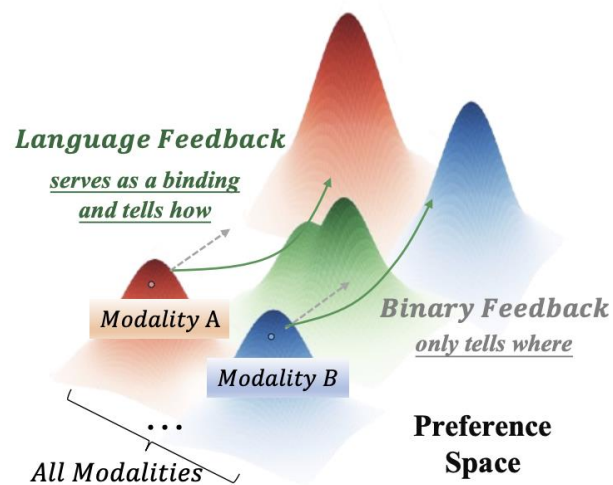 Language Feedback
serves as a binding
and tells how
Modality A
Binary Feedback
only tells where
Modality B
...
All Modalities
Preference
Space